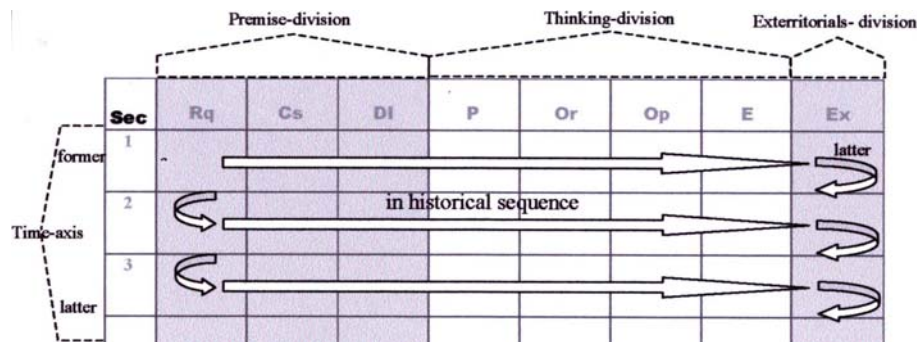 Premise-division Thinking-division Exterritorials- division
Sec Rq Cs DI P Or Op E Ex
1
former latter
2
in historical sequence
Time-axis
3
latter